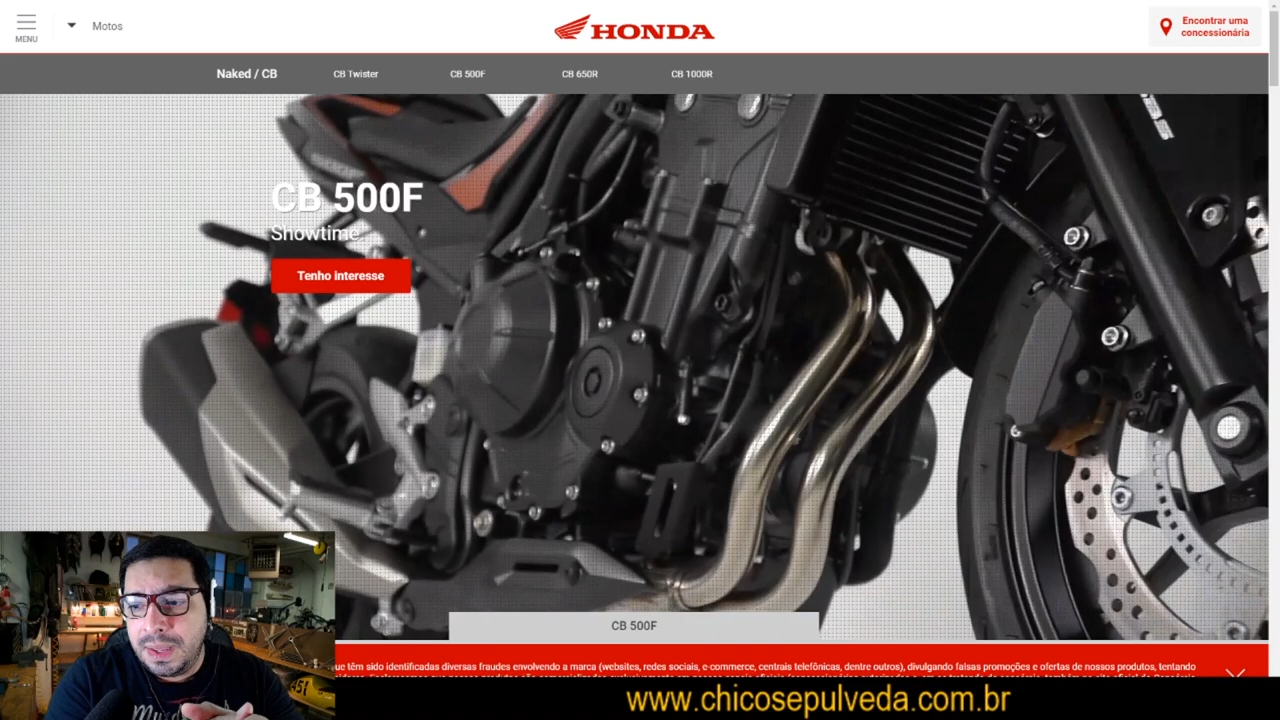 MENU
Motos
HONDA
Encontrar uma
concessionária
Naked / CB
CB Twister
CB 500F
CB 650R
CB 1000R
CB 500F
Showtime.
Tenho interesse
CB 500F
ue têm sido identificadas diversas fraudes envolvendo a marca (websites, redes sociais, e-commerce, centrais telefônicas, dentre outros), divulgando falsas promoções e ofertas de nossos produtos, tentando
www.chicosepulveda.com.br